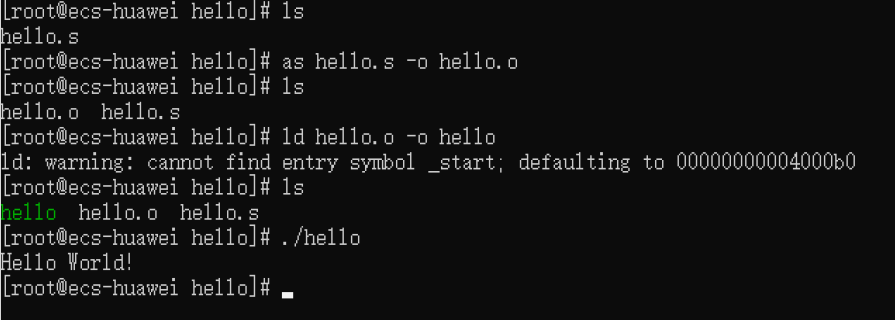 [root@ecs-huawei hello]# ls
hello.s
[root@ecs-huawei hello]# as hello.s -o hello.o
[root@ecs-huawei hello]# ls
hello.o  hello.s
[root@ecs-huawei hello]# ld hello.o -o hello
ld: warning: cannot find entry symbol _start; defaulting to 00000000004000b0
[root@ecs-huawei hello]# ls
hello  hello.o  hello.s
[root@ecs-huawei hello]# ./hello
Hello World!
[root@ecs-huawei hello]#